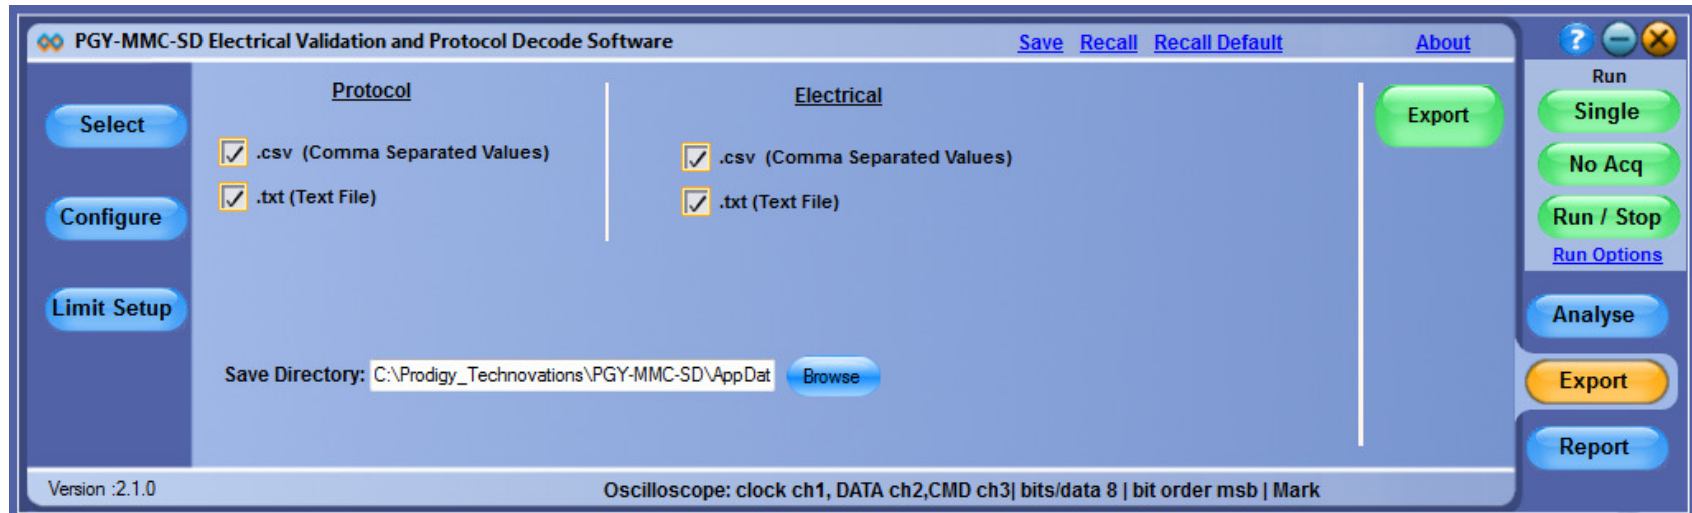 PGY-MMC-SD Electrical Validation and Protocol Decode Software Save Recall Recall Default About ?
Run
Protocol
Electrical
Select
Export
Single
.csv (Comma Separated Values)
.csv (Comma Separated Values)
No Acq
.txt (Text File)
.txt (Text File)
Configure
Run / Stop
Run Options
Limit Setup
Analyse
Save Directory: C:\Prodigy_Technovations\PGY-MMC-SD\AppDat Browse
Export
Report
Version :2.1.0
Oscilloscope: clock ch1, DATA ch2,CMD ch3| bits/data 8 | bit order msb | Mark